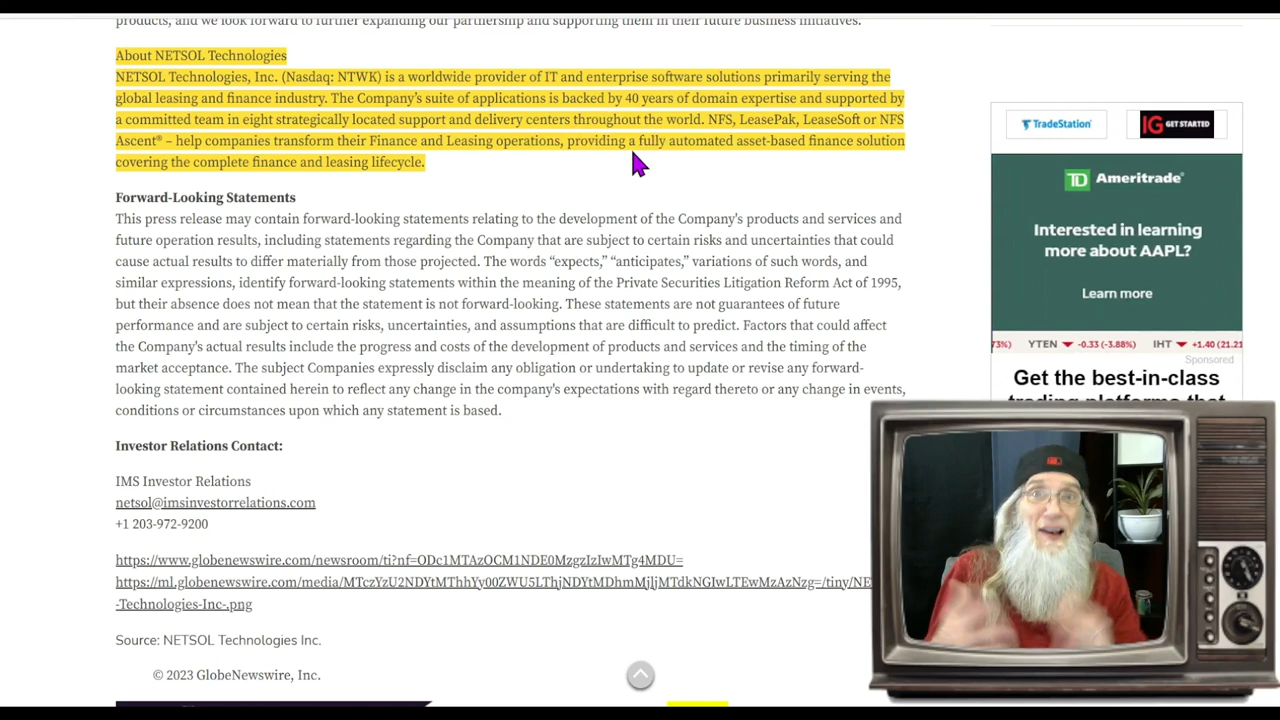 products, and we look forward to further expanding our partnership and supporting them in their future business initiatives.
About NETSOL Technologies
NETSOL Technologies, Inc. (Nasdaq: NTWK) is a worldwide provider of IT and enterprise software solutions primarily serving the
global leasing and finance industry. The Company's suite of applications is backed by 40 years of domain expertise and supported by
a committed team in eight strategically located support and delivery centers throughout the world. NFS, LeasePak, LeaseSoft or NFS
Ascent® – help companies transform their Finance and Leasing operations, providing a fully automated asset-based finance solution
covering the complete finance and leasing lifecycle.
Forward-Looking Statements
This press release may contain forward-looking statements relating to the development of the Company's products and services and
future operation results, including statements regarding the Company that are subject to certain risks and uncertainties that could
cause actual results to differ materially from those projected. The words “expects,” “anticipates,” variations of such words, and
similar expressions, identify forward-looking statements within the meaning of the Private Securities Litigation Reform Act of 1995,
but their absence does not mean that the statement is not forward-looking. These statements are not guarantees of future
performance and are subject to certain risks, uncertainties, and assumptions that are difficult to predict. Factors that could affect
the Company's actual results include the progress and costs of the development of products and services and the timing of the
market acceptance. The subject Companies expressly disclaim any obligation or undertaking to update or revise any forward-
looking statement contained herein to reflect any change in the company's expectations with regard thereto or any change in events,
conditions or circumstances upon which any statement is based.
Investor Relations Contact:
IMS Investor Relations
netsol@imsinvestorrelations.com
+1 203-972-9200
https://www.globenewswire.com/newsroom/ti?nf=ODc1MTAzOCM1NDE0MzgzIzIwMTg4MDU=
https://ml.globenewswire.com/media/MTczYzU2NDYtMThhYy00ZWU5LThjNDYtMDhmMjljMTdkNGIwLTEwMzAzNzg=/tiny/NE
-Technologies-Inc-.png
Source: NETSOL Technologies Inc.
© 2023 GlobeNewswire, Inc.
TradeStation
IG GET STARTED
TD Ameritrade
Interested in learning
more about AAPL?
Learn more
73%) YTEN -0.33 (-3.88%) IHT +1.40 (21.21
Sponsored
Get the best-in-class
trading platforms that